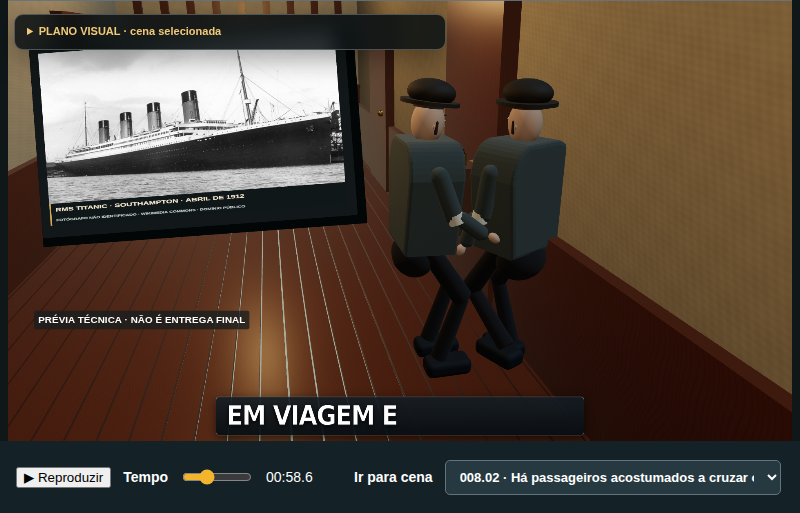 ▶ PLANO VISUAL · cena selecionada
RMS TITANIC · SOUTHAMPTON · ABRIL DE 1912
FOTÓGRAFO NÃO IDENTIFICADO · WIKIMEDIA COMMONS · DOMÍNIO PÚBLICO
PRÉVIA TÉCNICA · NÃO É ENTREGA FINAL
EM VIAGEM E
▶ Reproduzir Tempo 00:58.6 Ir para cena 008.02 · Há passageiros acostumados a cruzar